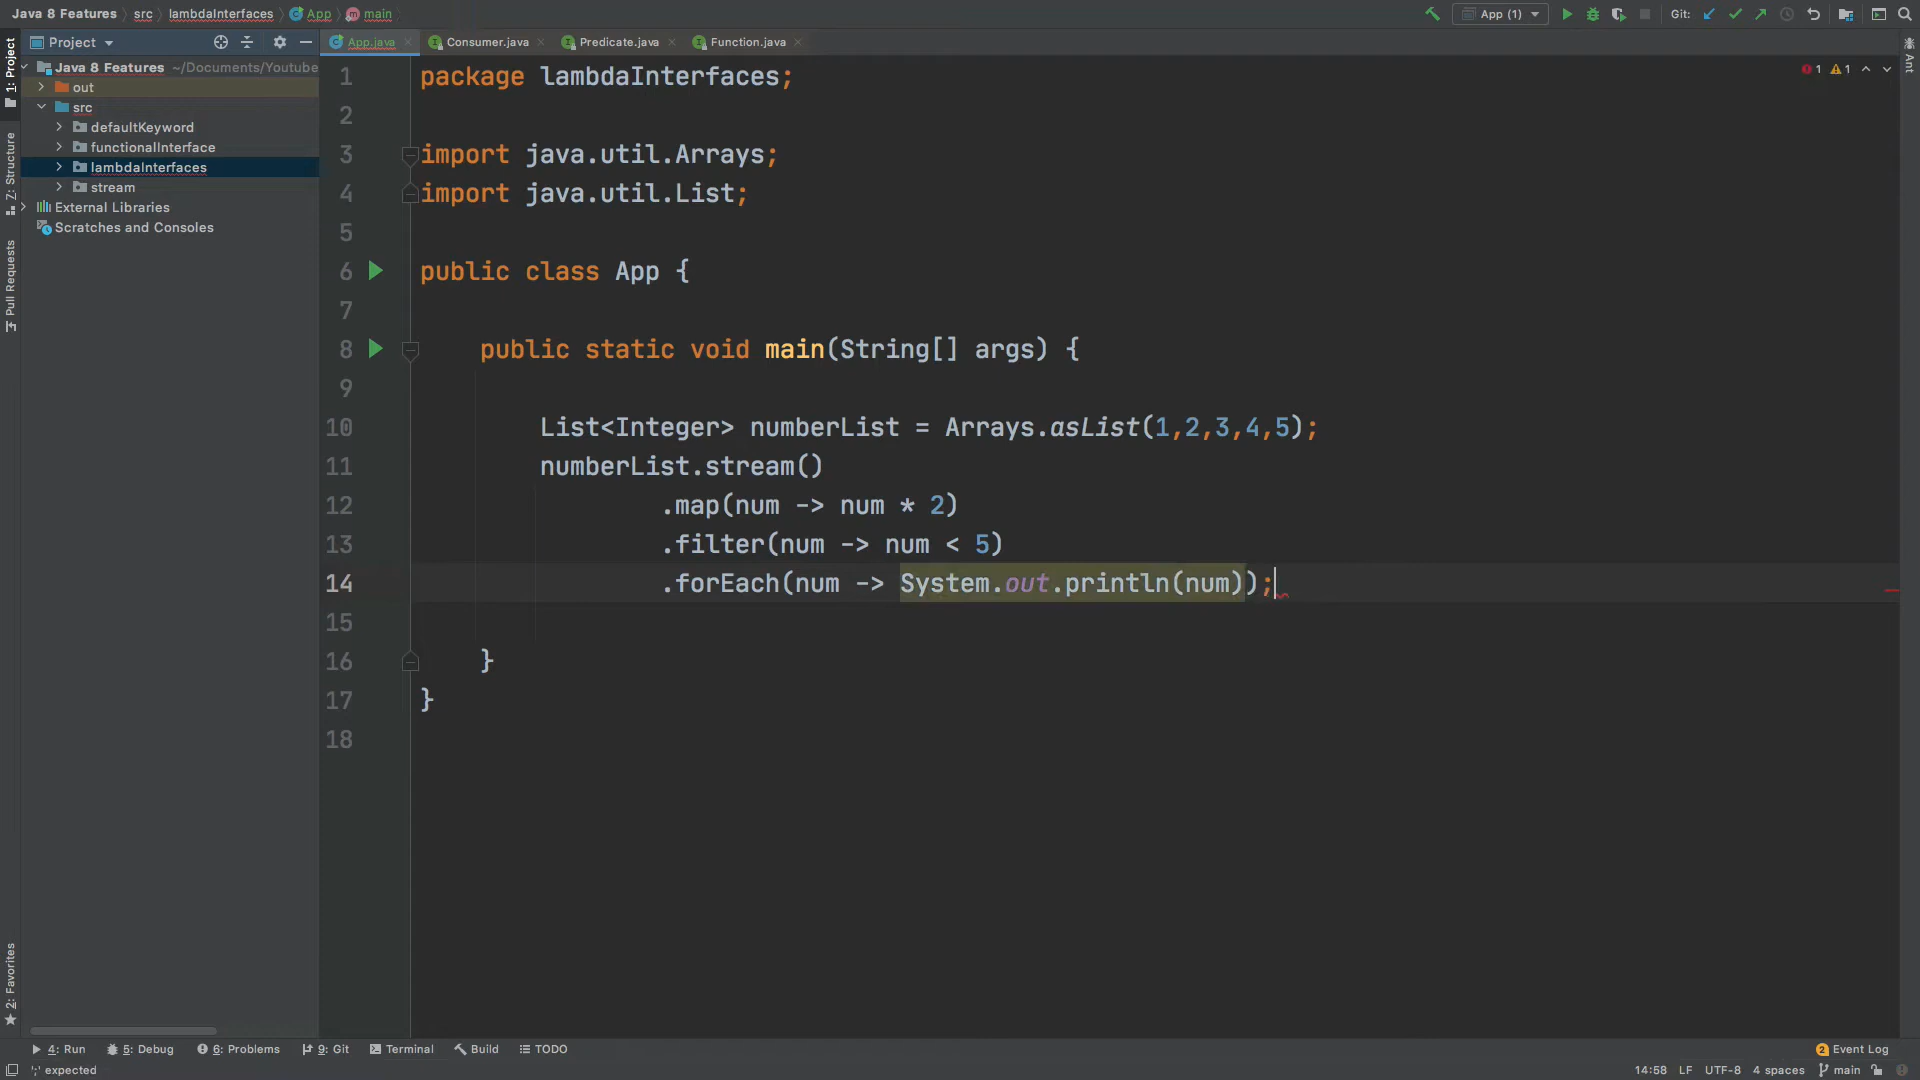 Java 8 Features
src
lambdaInterfaces
App
main
App (1)
Git:
Project
App.java
Consumer.java
Predicate.java
Function.java
1: Project
Z: Structure
Pull Requests
2: Favorites
Ant
Java 8 Features ~/Documents/Youtube
out
src
defaultKeyword
functionalInterface
lambdaInterfaces
stream
External Libraries
Scratches and Consoles
1 1
1 package lambdaInterfaces;
2
3 import java.util.Arrays;
4 import java.util.List;
5
6 public class App {
7
8 public static void main(String[] args) {
9
10 List<Integer> numberList = Arrays.asList(1,2,3,4,5);
11 numberList.stream()
12 .map(num -> num * 2)
13 .filter(num -> num < 5)
14 .forEach(num -> System.out.println(num));
15
16 }
17 }
18
4: Run
5: Debug
6: Problems
9: Git
Terminal
Build
TODO
2 Event Log
';' expected
14:58
LF
UTF-8
4 spaces
main